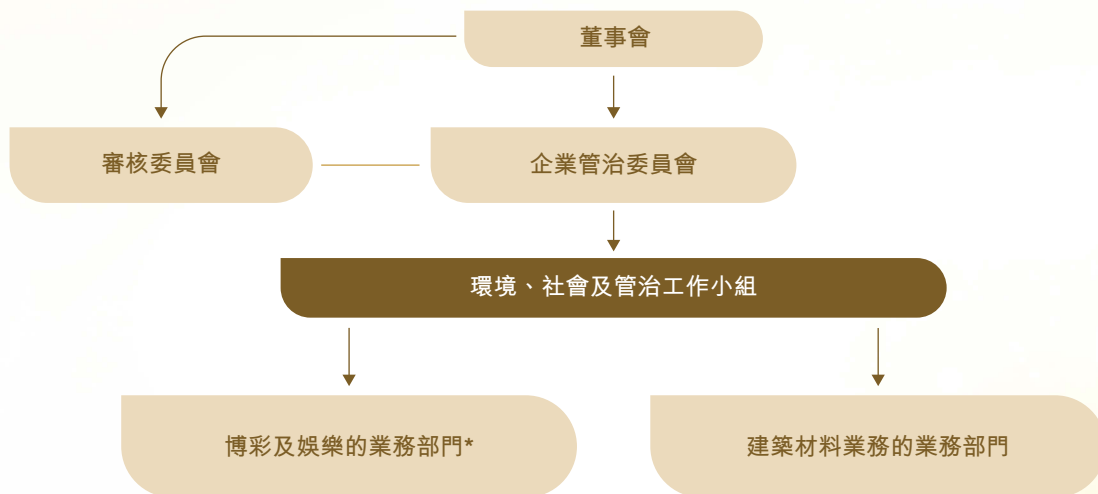 董事會
審核委員會
企業管治委員會
環境、社會及管治工作小組
博彩及娛樂的業務部門*
建築材料業務的業務部門